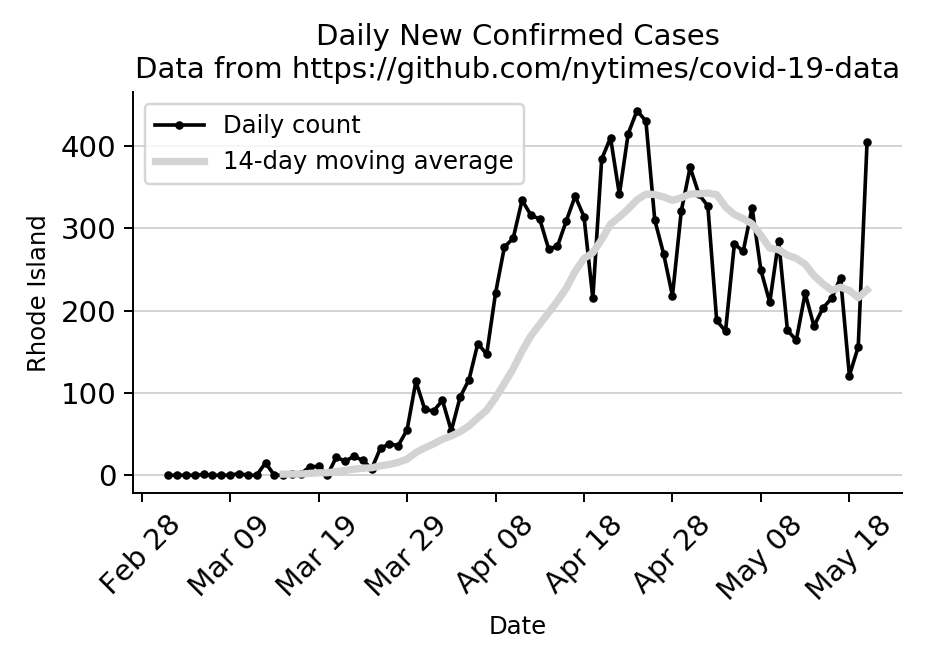 Daily New Confirmed Cases
Data from https://github.com/nytimes/covid-19-data
Daily count
14-day moving average
400
300
200
100
0
Rhode Island
Feb 28
Mar 09
Mar 19
Mar 29
Apr 08
Apr 18
Apr 28
May 08
May 18
Date